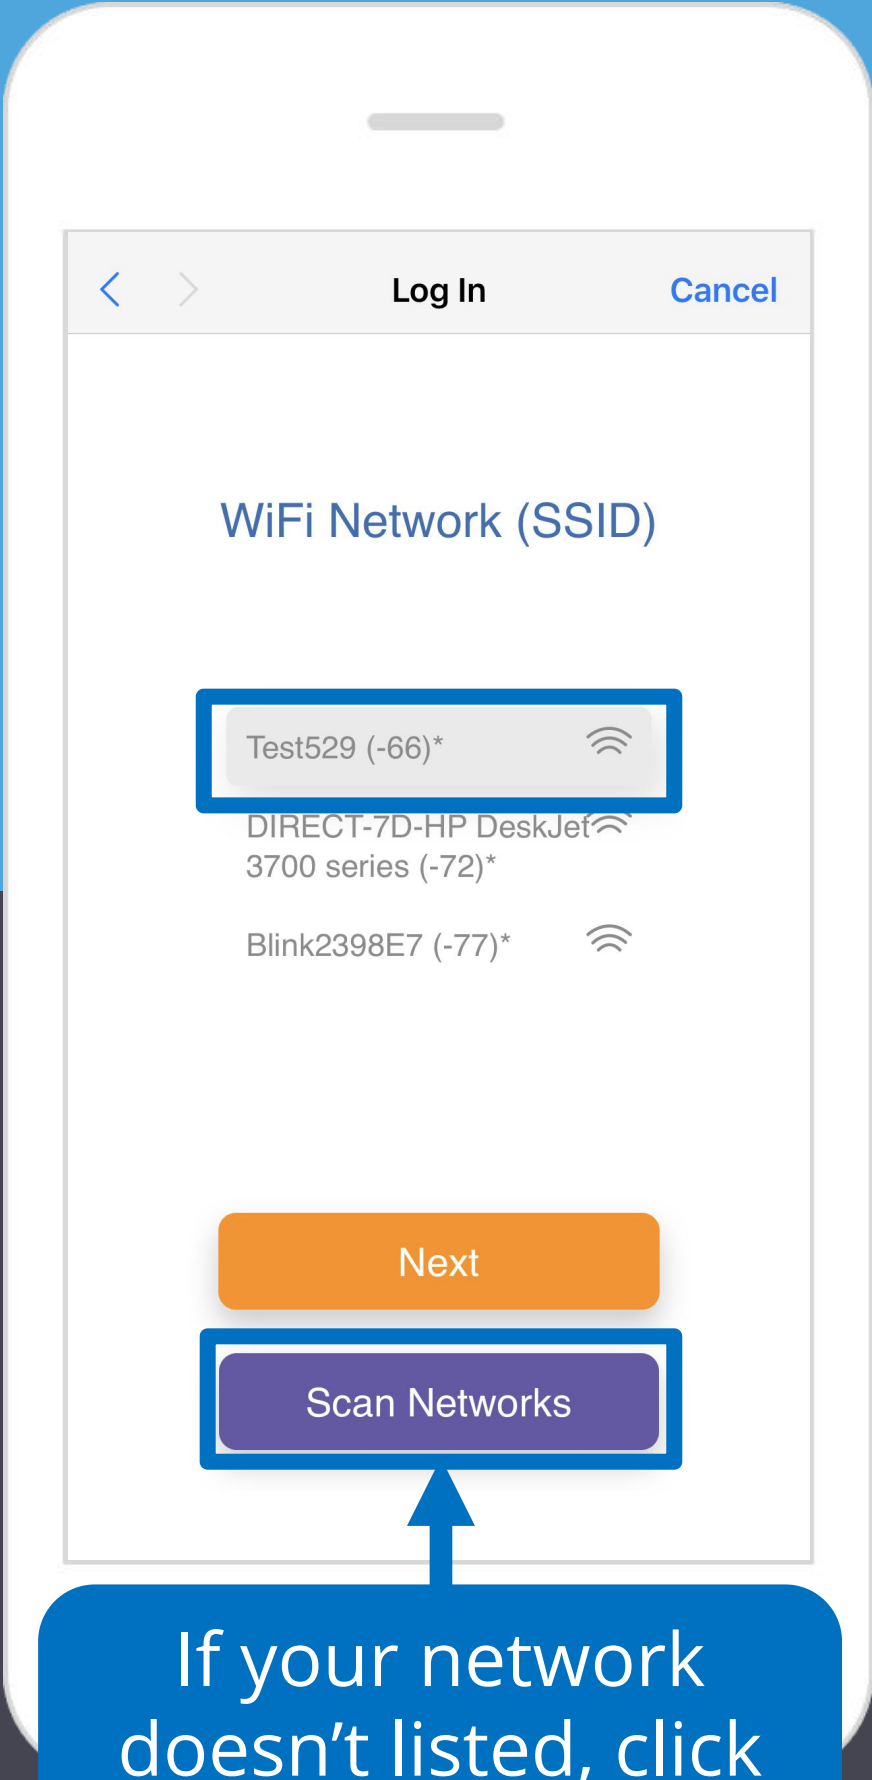 Log In
Cancel
WiFi Network (SSID)
Test529 (-66)*
DIRECT-7D-HP DeskJet
3700 series (-72)*
Blink2398E7 (-77)*
Next
Scan Networks
If your network
doesn’t listed, click